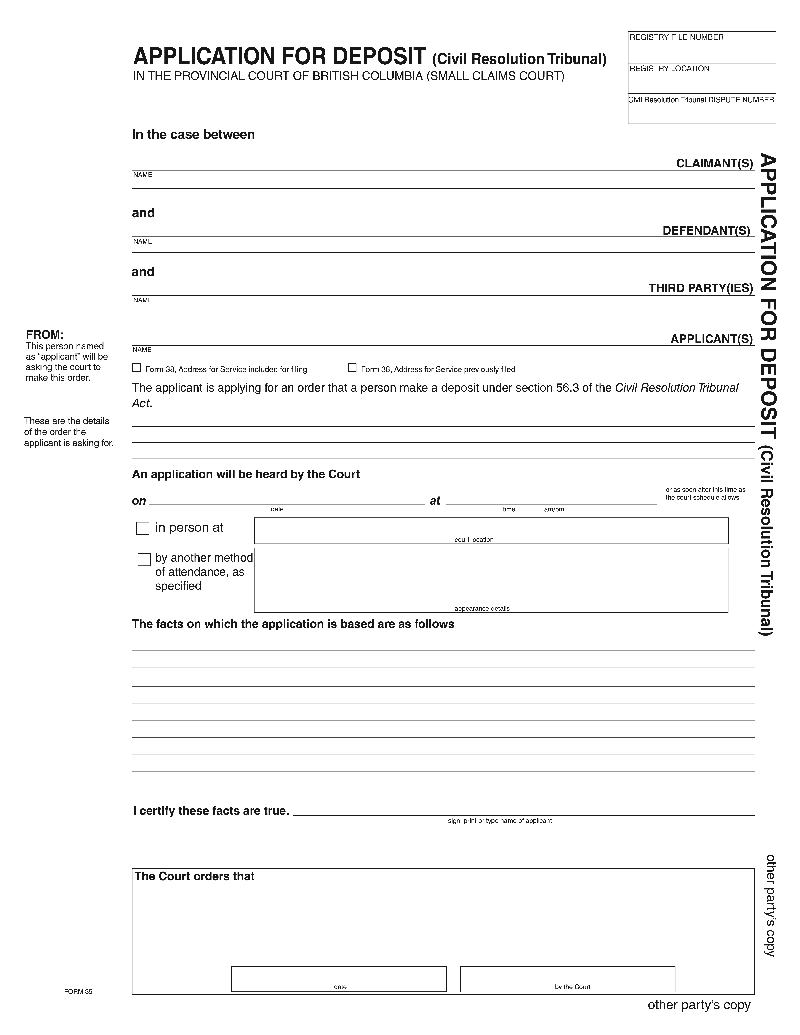 APPLICATION FOR DEPOSIT (Civil Resolution Tribunal)
IN THE PROVINCIAL COURT OF BRITISH COLUMBIA (SMALL CLAIMS COURT)
REGISTRY FILE NUMBER
REGISTRY LOCATION
Civil Resolution Tribunal DISPUTE NUMBER
In the case between
CLAIMANT(S)
NAME
and
DEFENDANT(S)
NAME
and
THIRD PARTY(IES)
NAME
APPLICANT(S)
NAME
FROM:
This person named
as "applicant" will be
asking the court to
make this order.
Form 38, Address for Service included for filing
Form 38, Address for Service previously filed
The applicant is applying for an order that a person make a deposit under section 56.3 of the Civil Resolution Tribunal
Act.
These are the details
of the order the
applicant is asking for.
An application will be heard by the Court
on
date
at
time
am/pm
or as soon after this time as
the court schedule allows
in person at
court location
by another method
of attendance, as
specified
appearance details
The facts on which the application is based are as follows
I certify these facts are true.
sign, print or type name of applicant
The Court orders that
date
by the Court
FORM 35
other party's copy
APPLICATION FOR DEPOSIT (Civil Resolution Tribunal)
other party's copy